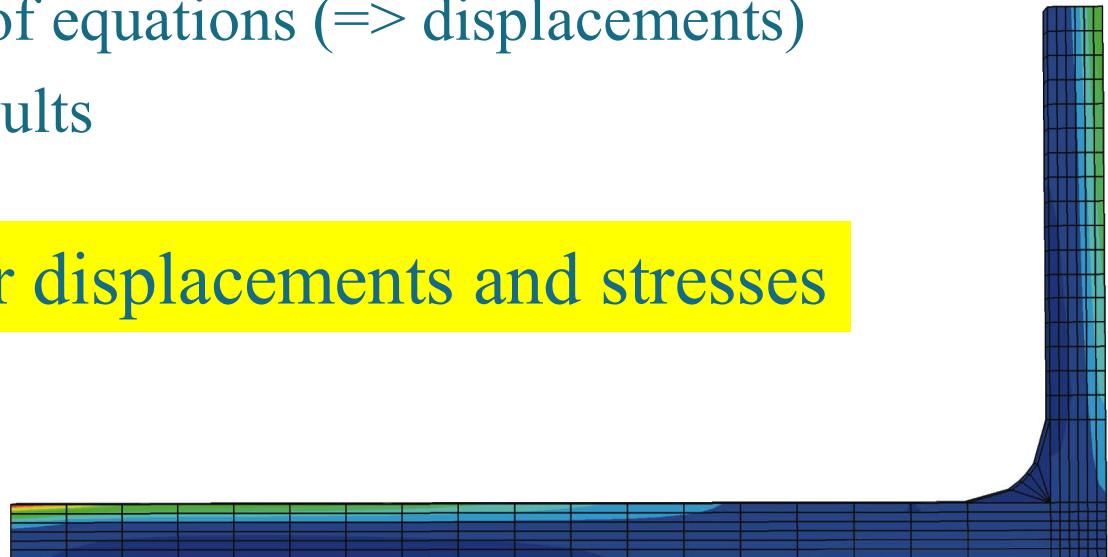 of equations (=> displacements)
ults
r displacements and stresses